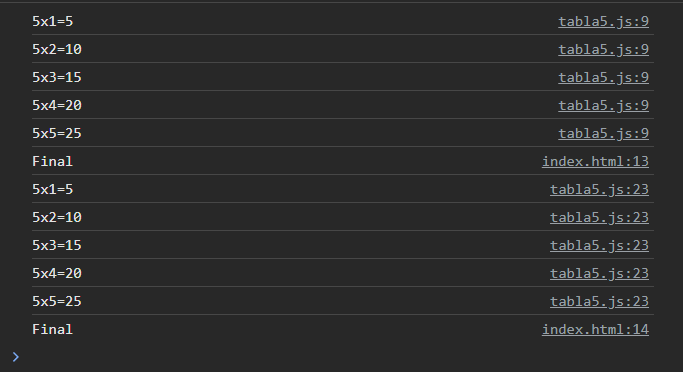 5x1=5 tabla5.js:9
5x2=10 tabla5.js:9
5x3=15 tabla5.js:9
5x4=20 tabla5.js:9
5x5=25 tabla5.js:9
Final index.html:13
5x1=5 tabla5.js:23
5x2=10 tabla5.js:23
5x3=15 tabla5.js:23
5x4=20 tabla5.js:23
5x5=25 tabla5.js:23
Final index.html:14